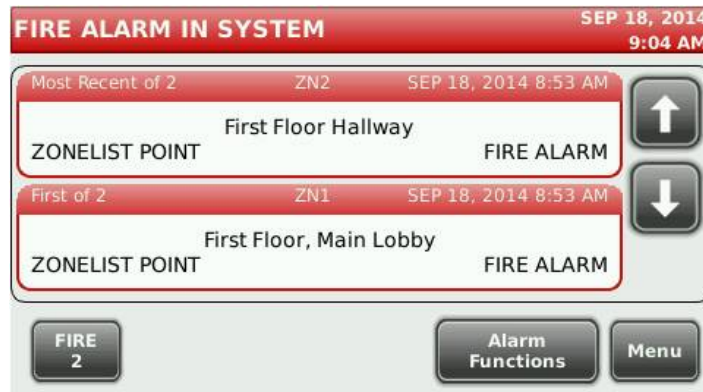 FIRE ALARM IN SYSTEM
SEP 18, 2014
9:04 AM
Most Recent of 2 ZN2 SEP 18, 2014 8:53 AM
First Floor Hallway
ZONELIST POINT FIRE ALARM
First of 2 ZN1 SEP 18, 2014 8:53 AM
First Floor, Main Lobby
ZONELIST POINT FIRE ALARM
FIRE
2
Alarm
Functions
Menu